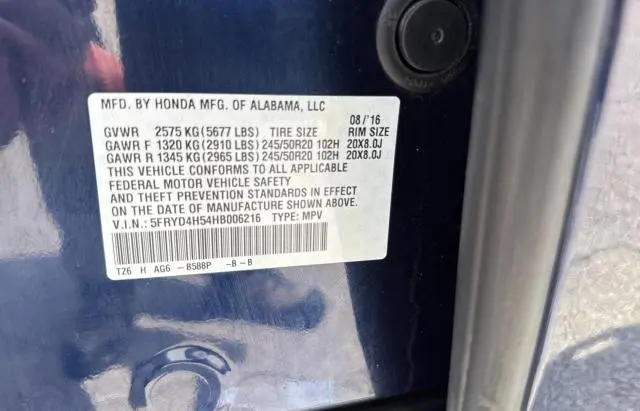 MFD. BY HONDA MFG. OF ALABAMA, LLC
08/'16
GVWR 2575 KG (5677 LBS) TIRE SIZE RIM SIZE
GAWR F 1320 KG (2910 LBS) 245/50R20 102H 20X8.0J
GAWR R 1345 KG (2965 LBS) 245/50R20 102H 20X8.0J
THIS VEHICLE CONFORMS TO ALL APPLICABLE
FEDERAL MOTOR VEHICLE SAFETY
AND THEFT PREVENTION STANDARDS IN EFFECT
ON THE DATE OF MANUFACTURE SHOWN ABOVE.
V.I.N.: 5FRYD4H54HB006216 TYPE: MPV
TZ6 H AG6 -B588P -B -B